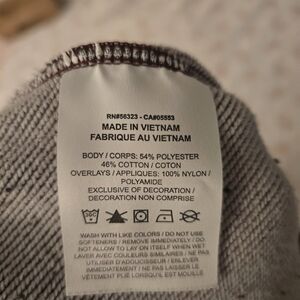 RN#56323 - CA#05553
MADE IN VIETNAM
FABRIQUE AU VIETNAM
BODY / CORPS: 54% POLYESTER
46% COTTON / COTON
OVERLAYS / APPLIQUES: 100% NYLON /
POLYAMIDE
EXCLUSIVE OF DECORATION /
DECORATION NON COMPRISE
WASH WITH LIKE COLORS / DO NOT USE
SOFTENERS / REMOVE IMMEDIATELY / DO
NOT ALLOW TO LAY ON ITSELF WHEN WET
LAVER AVEC COULEURS SIMILAIRES / NE PAS
UTILISER D'ADOUCISSEUR / ENLEVER
IMMEDIATEMENT / NE PAS LAISSER
REPLIE LORSQU'IL EST MOUILLE